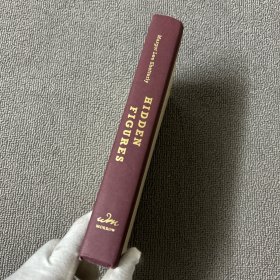 Margot Lee Shetterly
HIDDEN
FIGURES
wm
MORROW